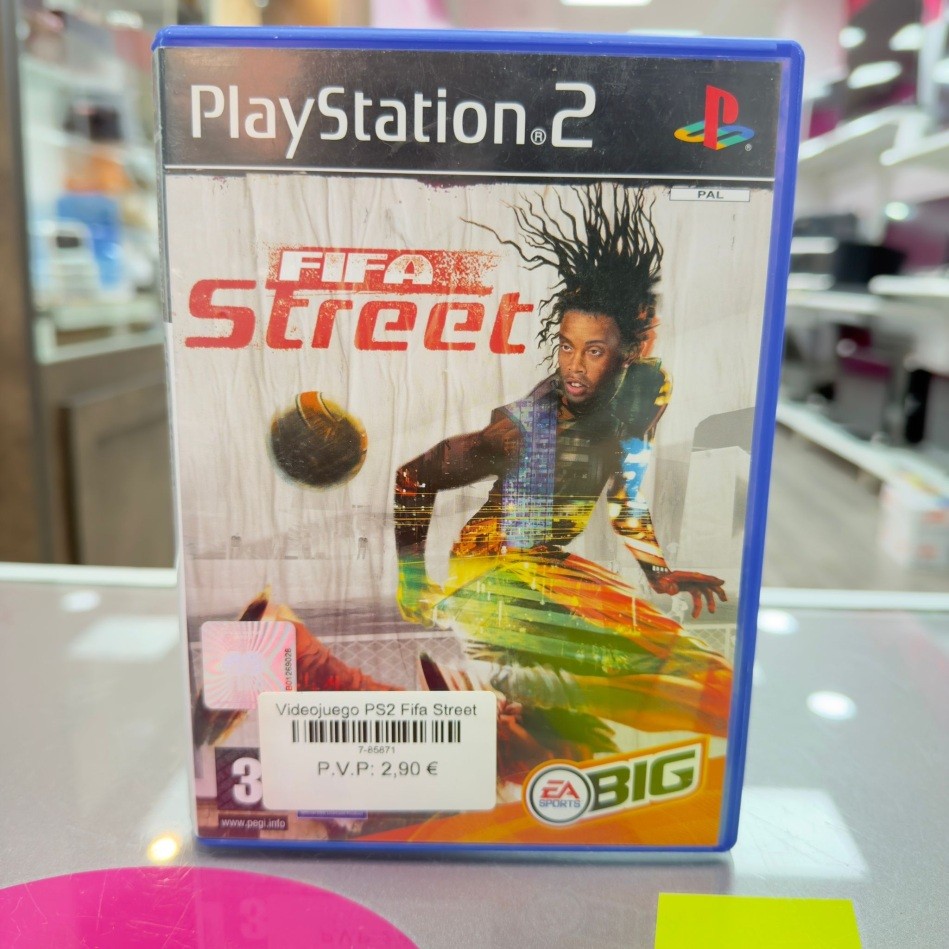 PlayStation®2
PAL
FIFA
Street
Videojuego PS2 Fifa Street
7-85871
P.V.P: 2,90 €
3
www.pegi.info
EA
SPORTS
BIG